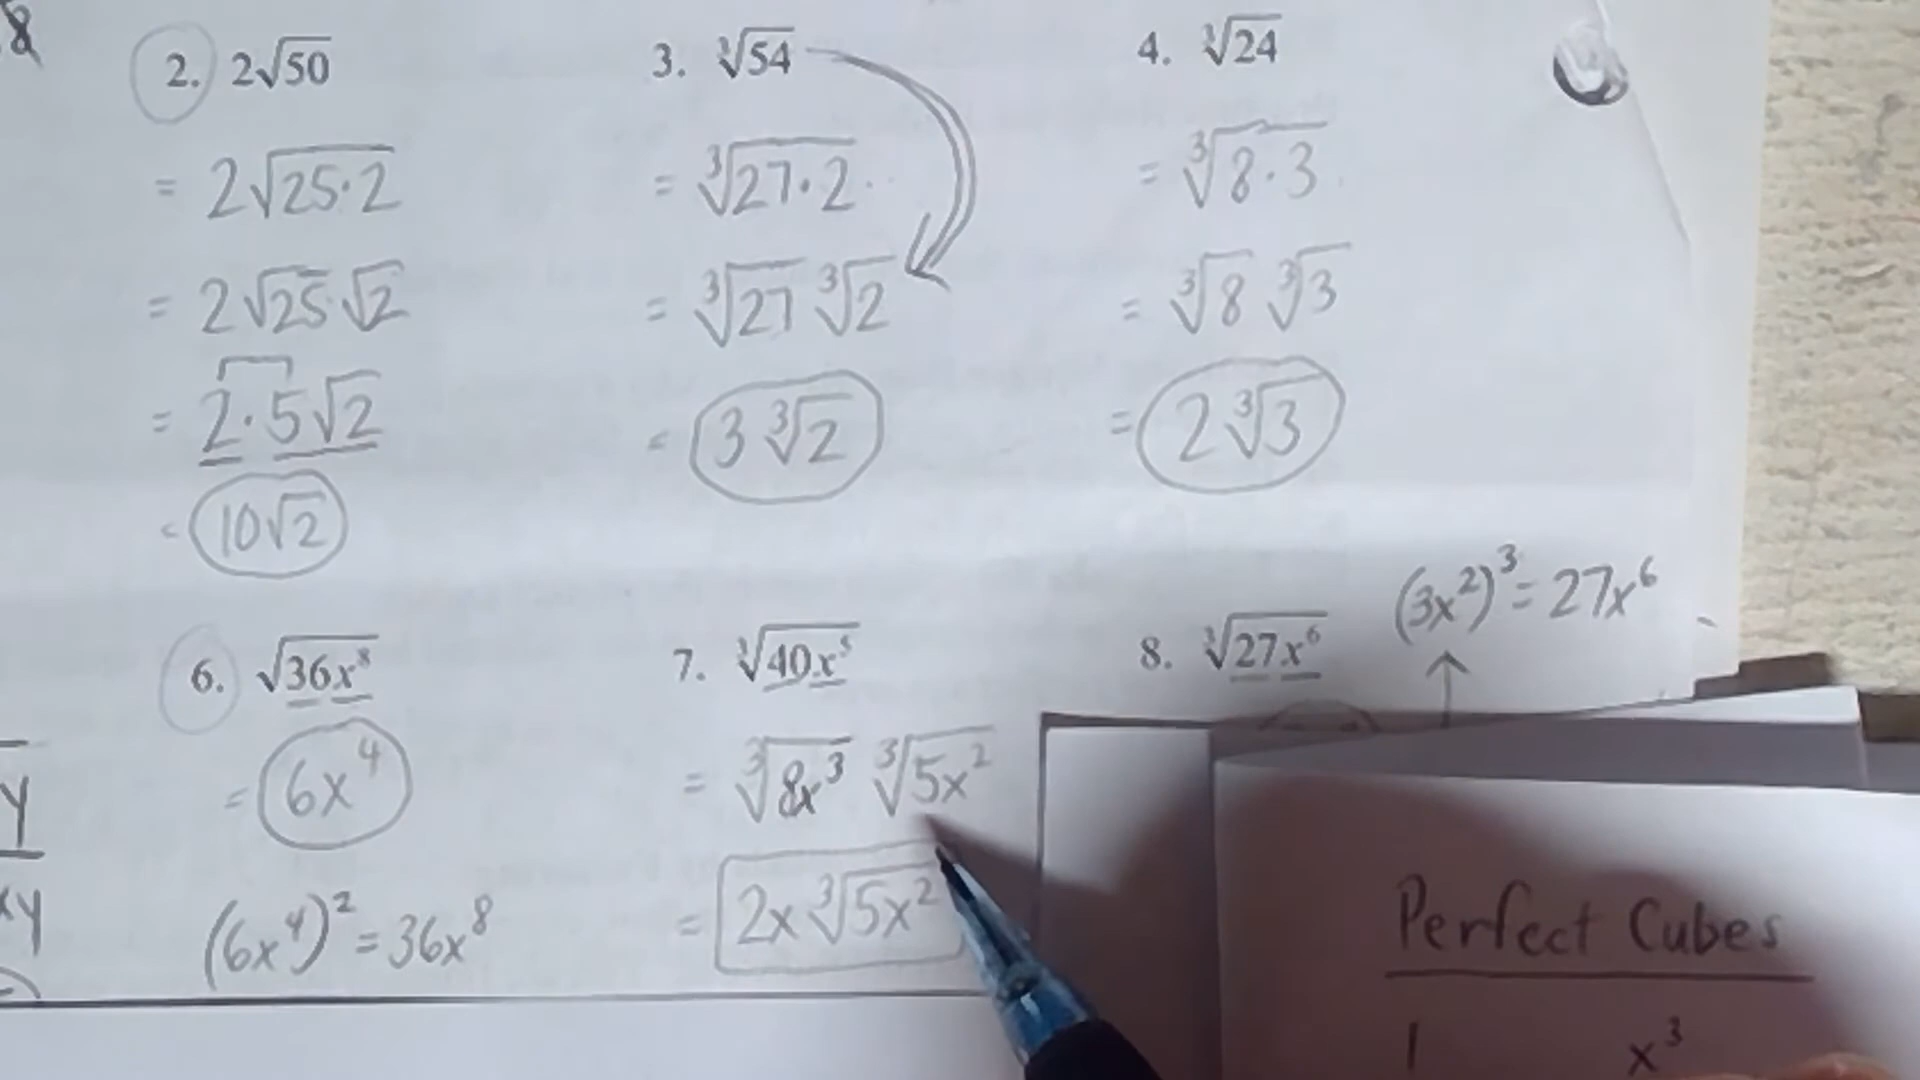 8
2. 2√50
= 2√25·2
= 2√25 √2
= 2·5√2
= 10√2
3. ∛54
= ∛27·2
= ∛27 ∛2
= 3∛2
4. ∛24
= ∛8·3
= ∛8 ∛3
= 2∛3
6. √36x⁸
= 6x⁴
(6x⁴)² = 36x⁸
7. ∛40x⁵
= ∛8x³ ∛5x²
= 2x∛5x²
8. ∛27x⁶
(3x²)³ = 27x⁶
y
xy
Perfect Cubes
1 x³